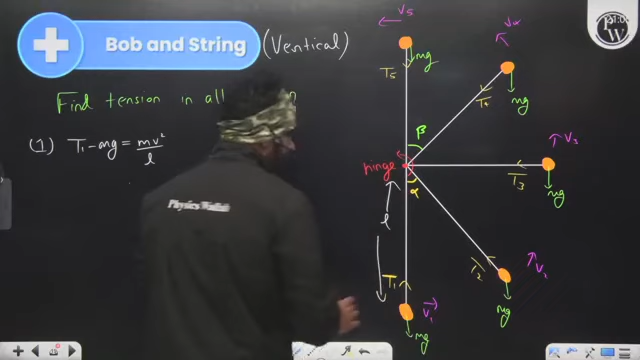 Bob and String (Vertical)
Find tension in all
(1) T₁-mg = mv²/l
v₅
T₅
mg
v₄
T₄
mg
β
hinge
α
v₃
T₃
mg
l
T₂
v₂
mg
T₁
v₁
mg
PW
Physics Wallah